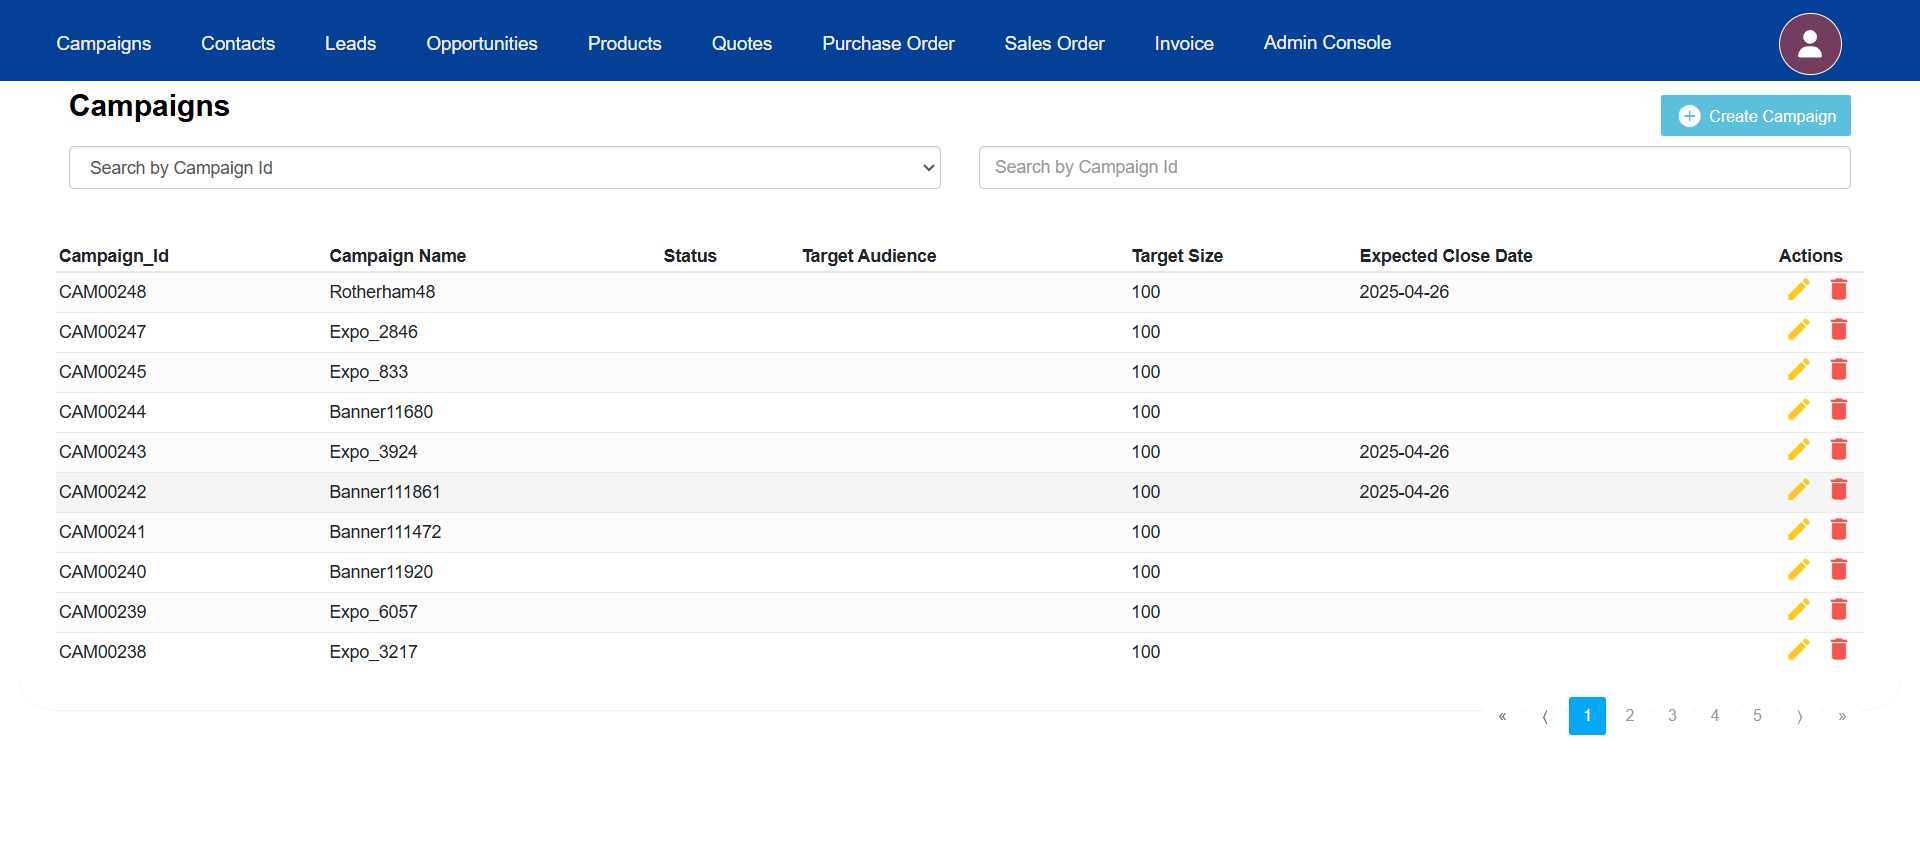 Campaigns Contacts Leads Opportunities Products Quotes Purchase Order Sales Order Invoice Admin Console
Campaigns
Create Campaign
Search by Campaign Id Search by Campaign Id
Campaign_Id Campaign Name Status Target Audience Target Size Expected Close Date Actions
CAM00248 Rotherham48 100 2025-04-26
CAM00247 Expo_2846 100
CAM00245 Expo_833 100
CAM00244 Banner11680 100
CAM00243 Expo_3924 100 2025-04-26
CAM00242 Banner111861 100 2025-04-26
CAM00241 Banner111472 100
CAM00240 Banner11920 100
CAM00239 Expo_6057 100
CAM00238 Expo_3217 100
« ⟨ 1 2 3 4 5 ⟩ »